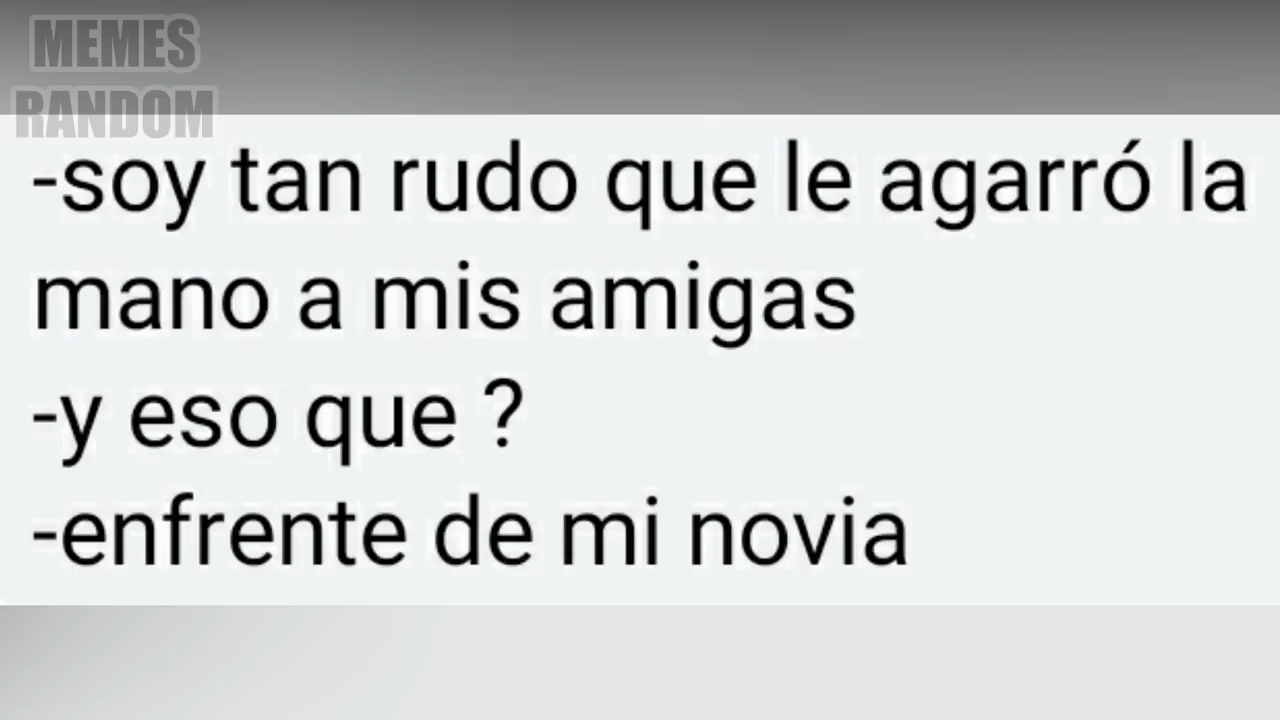 MEMES
RANDOM
-soy tan rudo que le agarró la
mano a mis amigas
-y eso que ?
-enfrente de mi novia